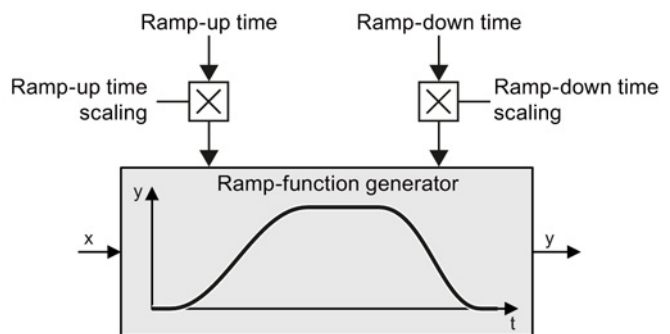 Ramp-up time
Ramp-down time
Ramp-up time
scaling
Ramp-down time
scaling
Ramp-function generator
y
x
y
t